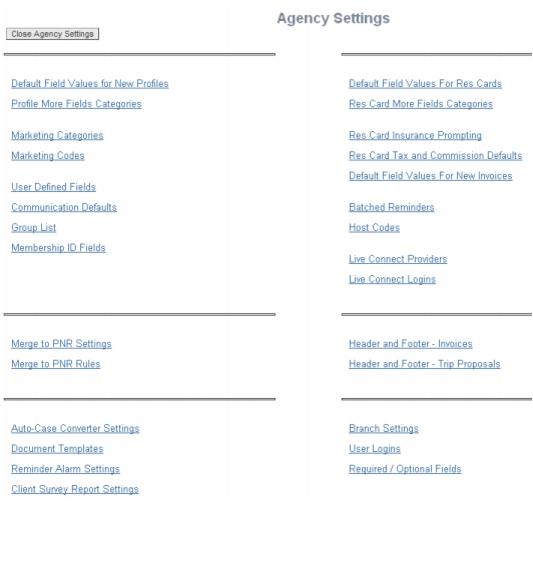 Agency Settings
Close Agency Settings
Default Field Values for New Profiles
Profile More Fields Categories
Marketing Categories
Marketing Codes
User Defined Fields
Communication Defaults
Group List
Membership ID Fields
Default Field Values For Res Cards
Res Card More Fields Categories
Res Card Insurance Prompting
Res Card Tax and Commission Defaults
Default Field Values For New Invoices
Batched Reminders
Host Codes
Live Connect Providers
Live Connect Logins
Merge to PNR Settings
Merge to PNR Rules
Header and Footer - Invoices
Header and Footer - Trip Proposals
Auto-Case Converter Settings
Document Templates
Reminder Alarm Settings
Client Survey Report Settings
Branch Settings
User Logins
Required / Optional Fields